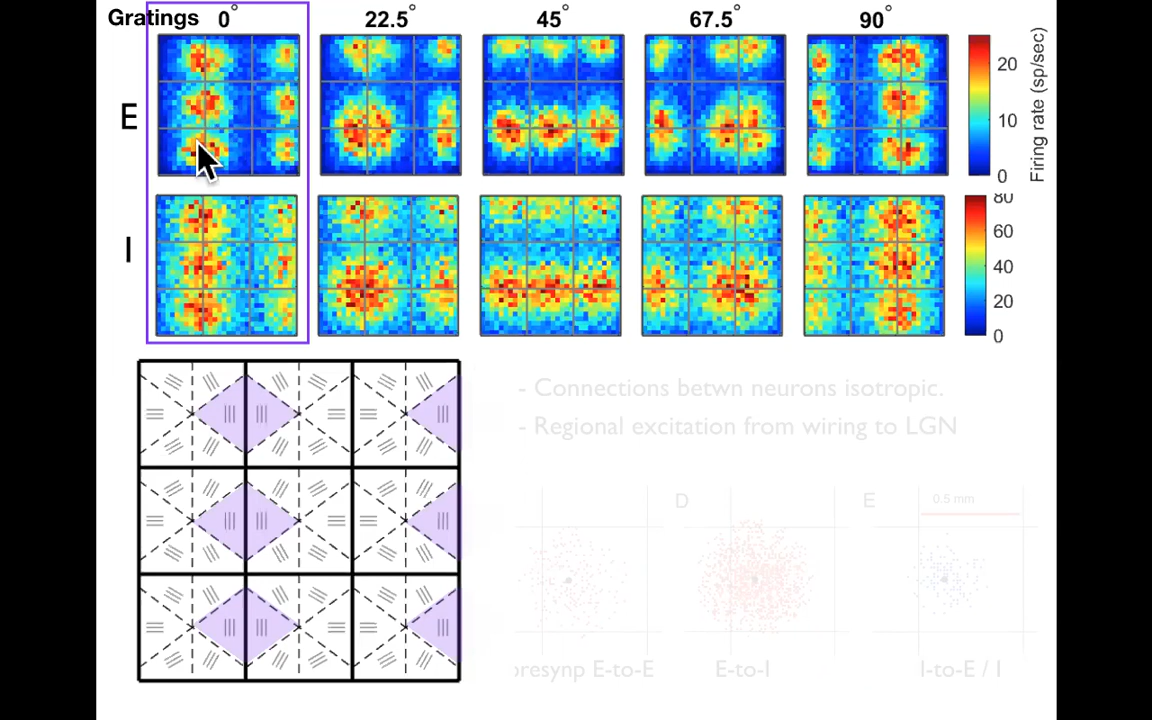 Gratings 0° 22.5° 45° 67.5° 90°
E
20
10
0
Firing rate (sp/sec)
I
80
60
40
20
0
- Connections betwn neurons isotropic.
- Regional excitation from wiring to LGN
D
E
0.5 mm
presynp E-to-E
E-to-I
I-to-E / I